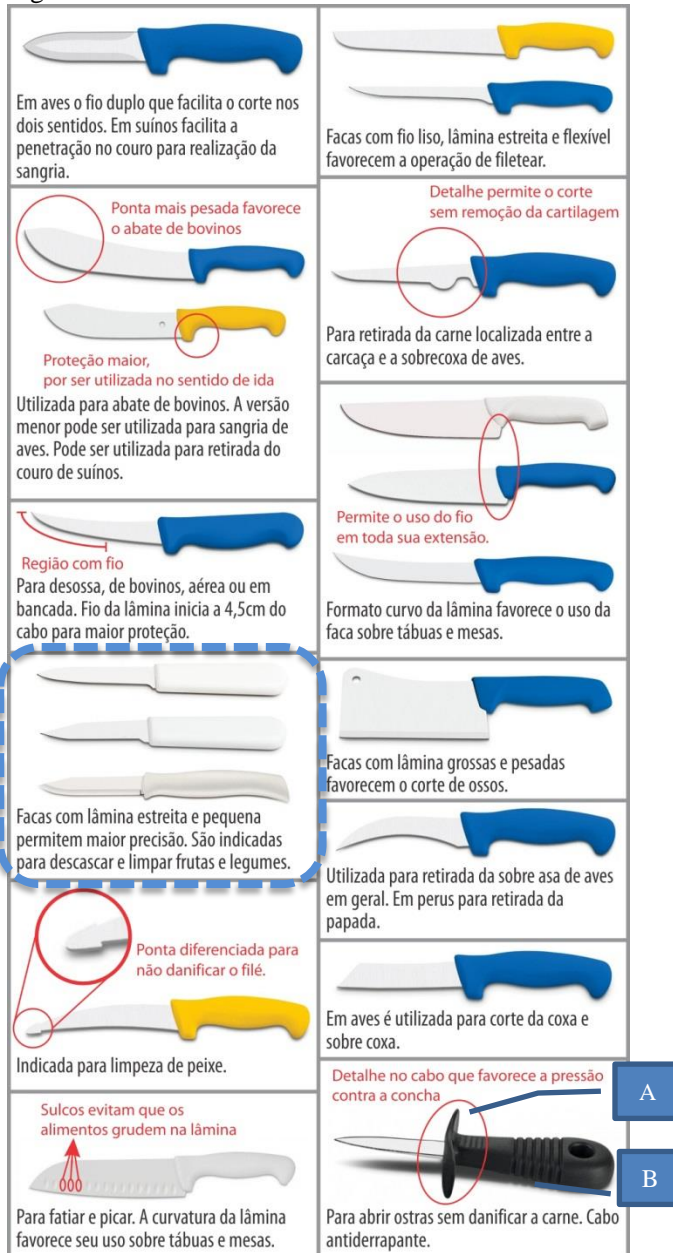 Em aves o fio duplo que facilita o corte nos
dois sentidos. Em suínos facilita a
penetração no couro para realização da
sangria.
Ponta mais pesada favorece
o abate de bovinos
Proteção maior,
por ser utilizada no sentido de ida
Utilizada para abate de bovinos. A versão
menor pode ser utilizada para sangria de
aves. Pode ser utilizada para retirada do
couro de suínos.
Região com fio
Para desossa, de bovinos, aérea ou em
bancada. Fio da lâmina inicia a 4,5cm do
cabo para maior proteção.
Facas com lâmina estreita e pequena
permitem maior precisão. São indicadas
para descascar e limpar frutas e legumes.
Ponta diferenciada para
não danificar o filé.
Indicada para limpeza de peixe.
Sulcos evitam que os
alimentos grudem na lâmina
Para fatiar e picar. A curvatura da lâmina
favorece seu uso sobre tábuas e mesas.
Facas com fio liso, lâmina estreita e flexível
favorecem a operação de filetear.
Detalhe permite o corte
sem remoção da cartilagem
Para retirada da carne localizada entre a
carcaça e a sobrecoxa de aves.
Permite o uso do fio
em toda sua extensão.
Formato curvo da lâmina favorece o uso da
faca sobre tábuas e mesas.
Facas com lâmina grossas e pesadas
favorecem o corte de ossos.
Utilizada para retirada da sobre asa de aves
em geral. Em perus para retirada da
papada.
Em aves é utilizada para corte da coxa e
sobre coxa.
Detalhe no cabo que favorece a pressão
contra a concha
A
B
Para abrir ostras sem danificar a carne. Cabo
antiderrapante.